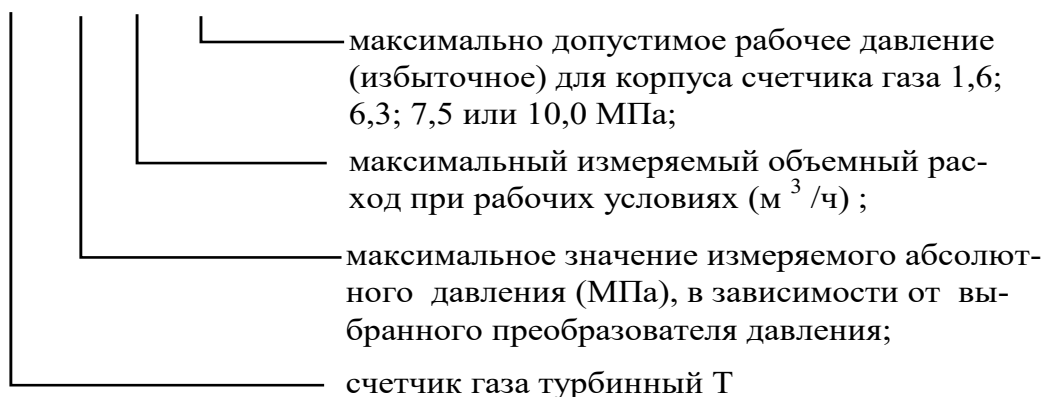 максимально допустимое рабочее давление
(избыточное) для корпуса счетчика газа 1,6;
6,3; 7,5 или 10,0 МПа;
максимальный измеряемый объемный рас-
ход при рабочих условиях (м ³ /ч) ;
максимальное значение измеряемого абсолют-
ного давления (МПа), в зависимости от вы-
бранного преобразователя давления;
счетчик газа турбинный Т